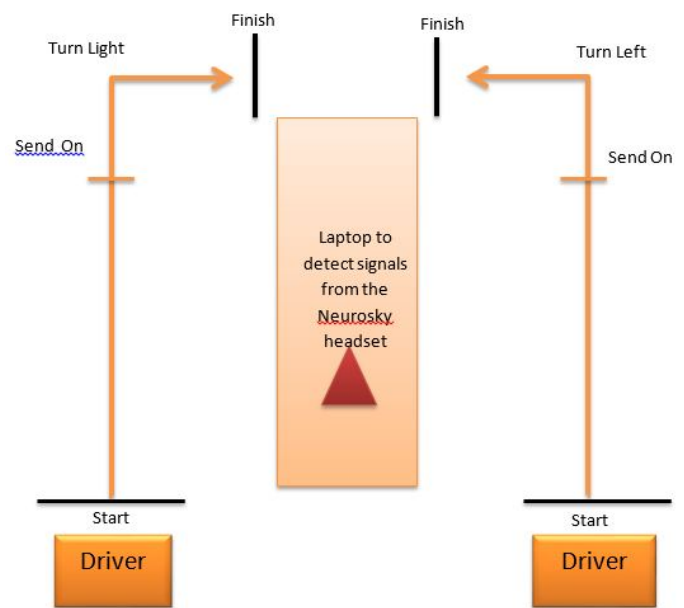 Finish
Finish
Turn Light
Turn Left
Send On
Send On
Laptop to
detect signals
from the
Neurosky
headset
Start
Start
Driver
Driver